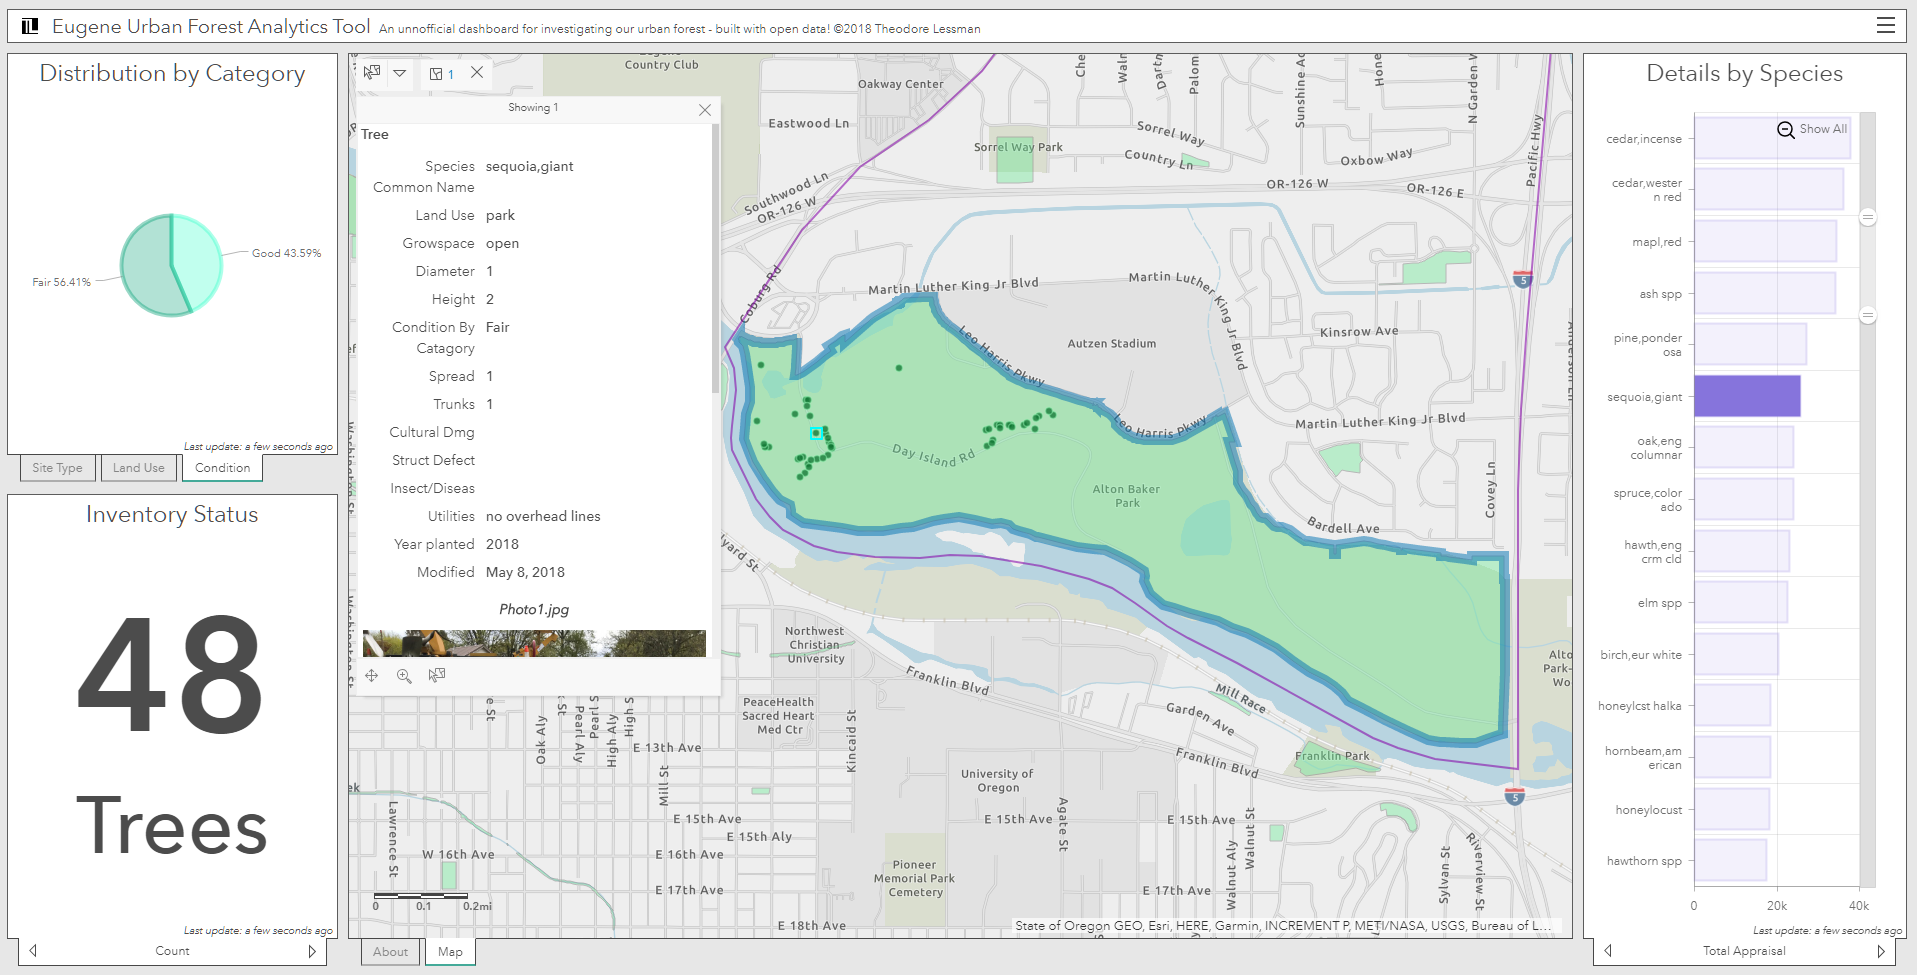 Eugene Urban Forest Analytics Tool An unnofficial dashboard for investigating our urban forest - built with open data! ©2018 Theodore Lessman
Distribution by Category
Good 43.59%
Fair 56.41%
Last update: a few seconds ago
Site Type
Land Use
Condition
Inventory Status
48
Trees
Last update: a few seconds ago
Count
1
Showing 1
Tree
Species Common Name sequoia,giant
Land Use park
Growspace open
Diameter 1
Height 2
Condition By Catagory Fair
Spread 1
Trunks 1
Cultural Dmg
Struct Defect
Insect/Diseas
Utilities no overhead lines
Year planted 2018
Modified May 8, 2018
Photo1.jpg
Country Club
Oakway Center
Eastwood Ln
Sorrel Way Park
Sorrel Way
Country Ln
Oxbow Way
Sunshine Ac
N Garden
Pacific Hwy
Southwood Ln
OR-126 W
OR-126 W
OR-126 E
Coburg Rd
Martin Luther King Jr Blvd
Martin Luther
King Jr Blvd
5
Kinsrow Ave
Leo Harris Pkwy
Autzen Stadium
Leo Harris Pkwy
Martin Luther King Jr Blvd
Day Island Rd
Alton Baker
Park
Covey Ln
Bardell Ave
Northwest
Christian
University
Franklin Blvd
Mill Race
Garden Ave
PeaceHealth
Sacred Heart
Med Ctr
Oak Aly
Pearl Aly
Pearl S
High Aly
High S
E 13th Ave
Mill St
Kincaid St
Franklin Blvd
Franklin Park
University of
Oregon
5
Lawrence St
E 15th Ave
E 15th Aly
E 15th Ave
Agate St
E 15th Ave
Walnut St
Walnut Aly
W 16th Ave
E 16th Ave
Pioneer
Memorial Park
Cemetery
E 17th Ave
E 17th Ave
Sylvan St
Riverview St
E 18th Ave
0 0.1 0.2mi
State of Oregon GEO, Esri, HERE, Garmin, INCREMENT P, METI/NASA, USGS, Bureau of L...
About
Map
Details by Species
Show All
cedar,incense
cedar,wester
n red
mapl,red
ash spp
pine,ponder
osa
sequoia,giant
oak,eng
columnar
spruce,color
ado
hawth,eng
crm cld
elm spp
birch,eur white
honeylcst halka
hornbeam,am
erican
honeylocust
hawthorn spp
0 20k 40k
Last update: a few seconds ago
Total Appraisal